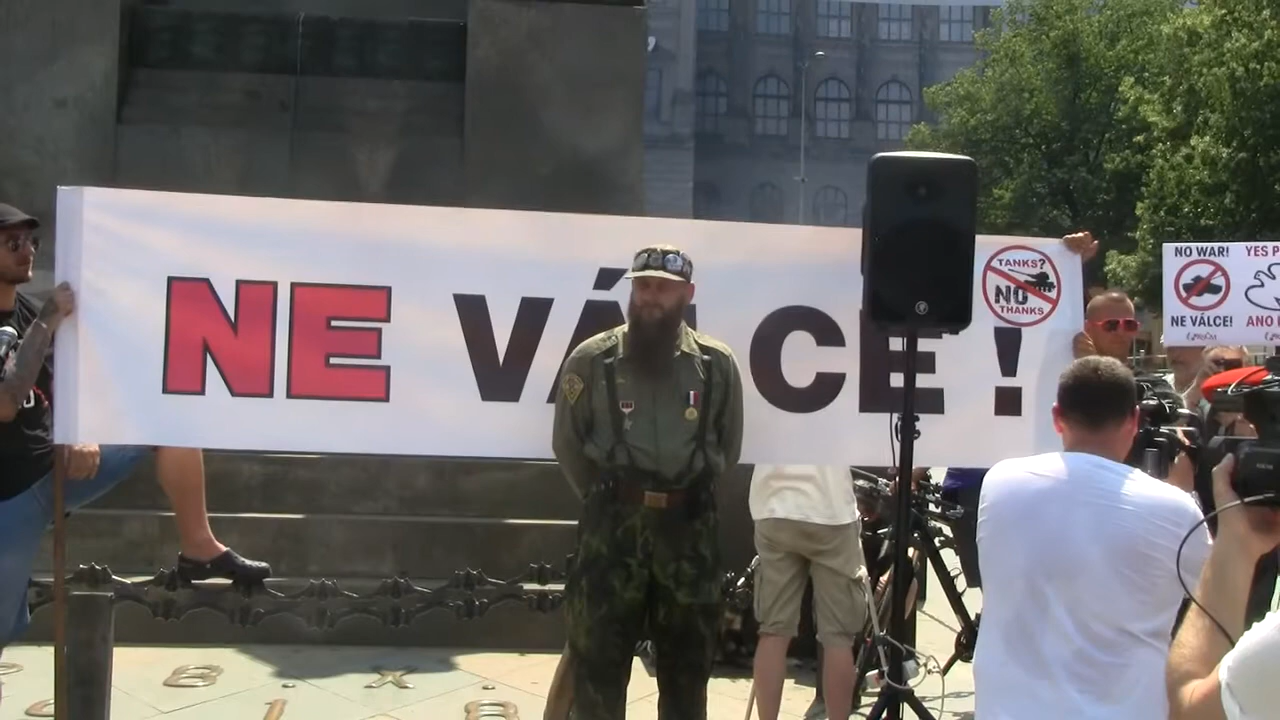 NE VÁLCE!
TANKS?
NO
THANKS
NO WAR! YES
NE VÁLCE! ANO